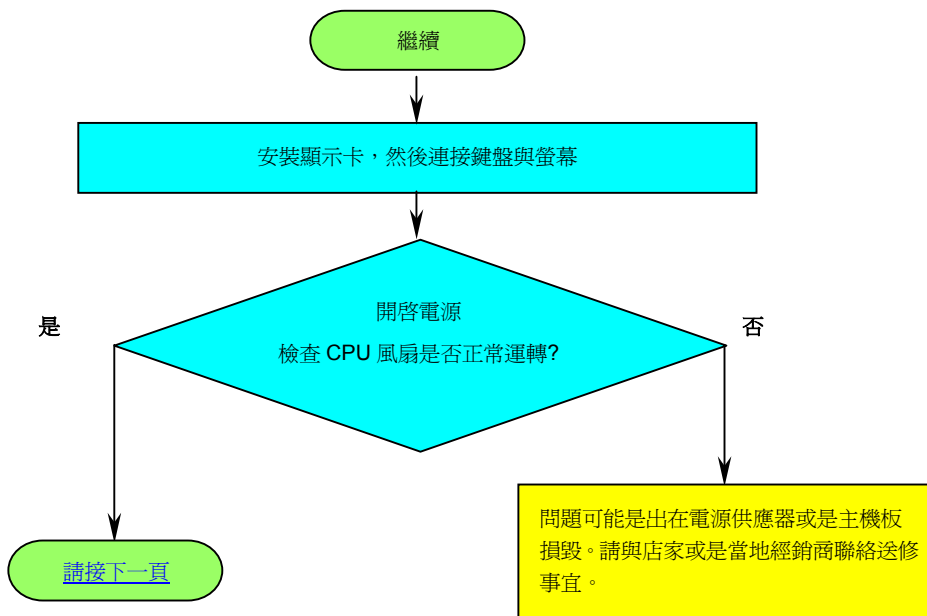 繼續
安裝顯示卡，然後連接鍵盤與螢幕
開啓電源
檢查 CPU 風扇是否正常運轉?
是
否
問題可能是出在電源供應器或是主機板
損毀。請與店家或是當地經銷商聯絡送修
事宜。
請接下一頁